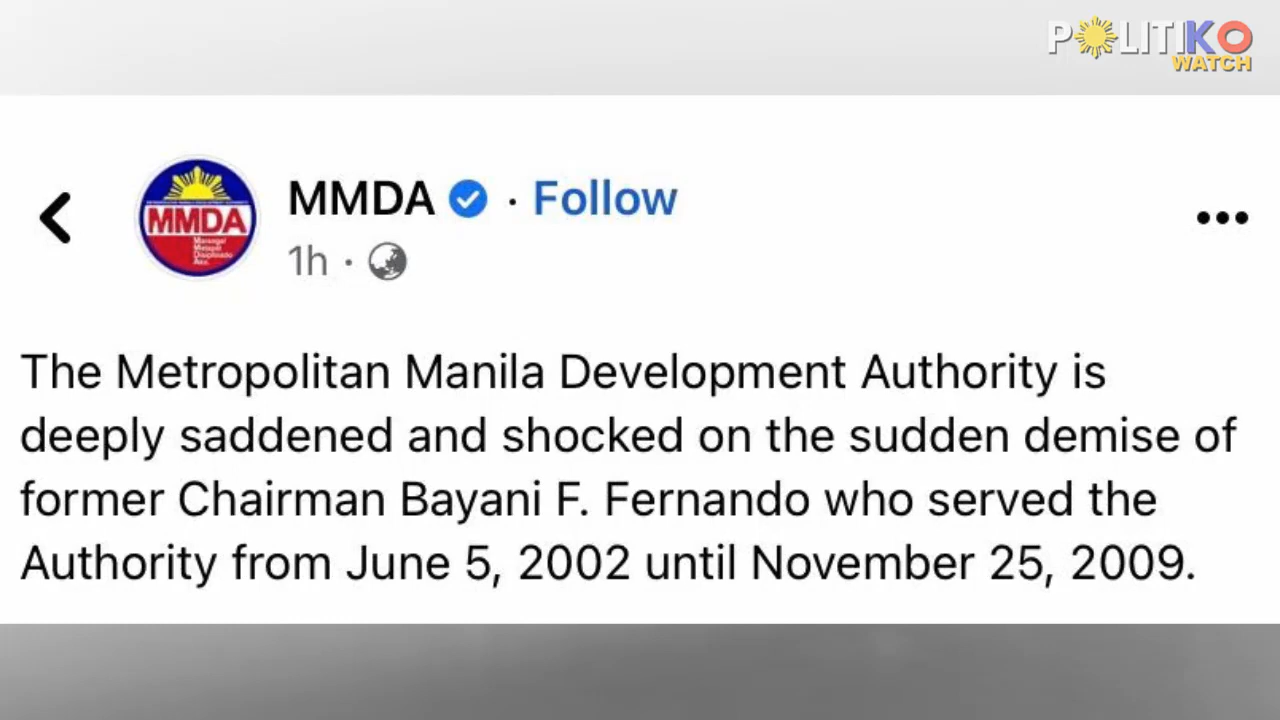 POLITIKO
WATCH
MMDA · Follow
1h ·
MMDA
The Metropolitan Manila Development Authority is
deeply saddened and shocked on the sudden demise of
former Chairman Bayani F. Fernando who served the
Authority from June 5, 2002 until November 25, 2009.